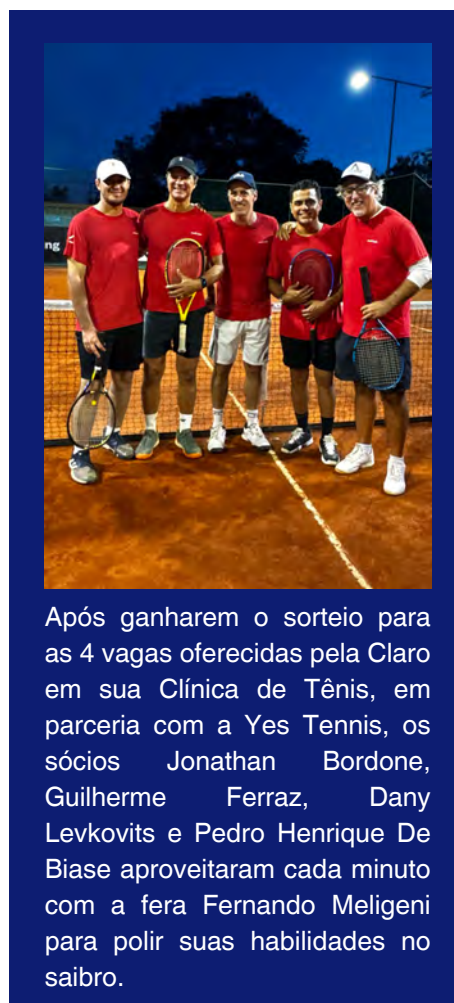 ng
Após ganharem o sorteio para
as 4 vagas oferecidas pela Claro
em sua Clínica de Tênis, em
parceria com a Yes Tennis, os
sócios Jonathan Bordone,
Guilherme Ferraz, Dany
Levkovits e Pedro Henrique De
Biase aproveitaram cada minuto
com a fera Fernando Meligeni
para polir suas habilidades no
saibro.